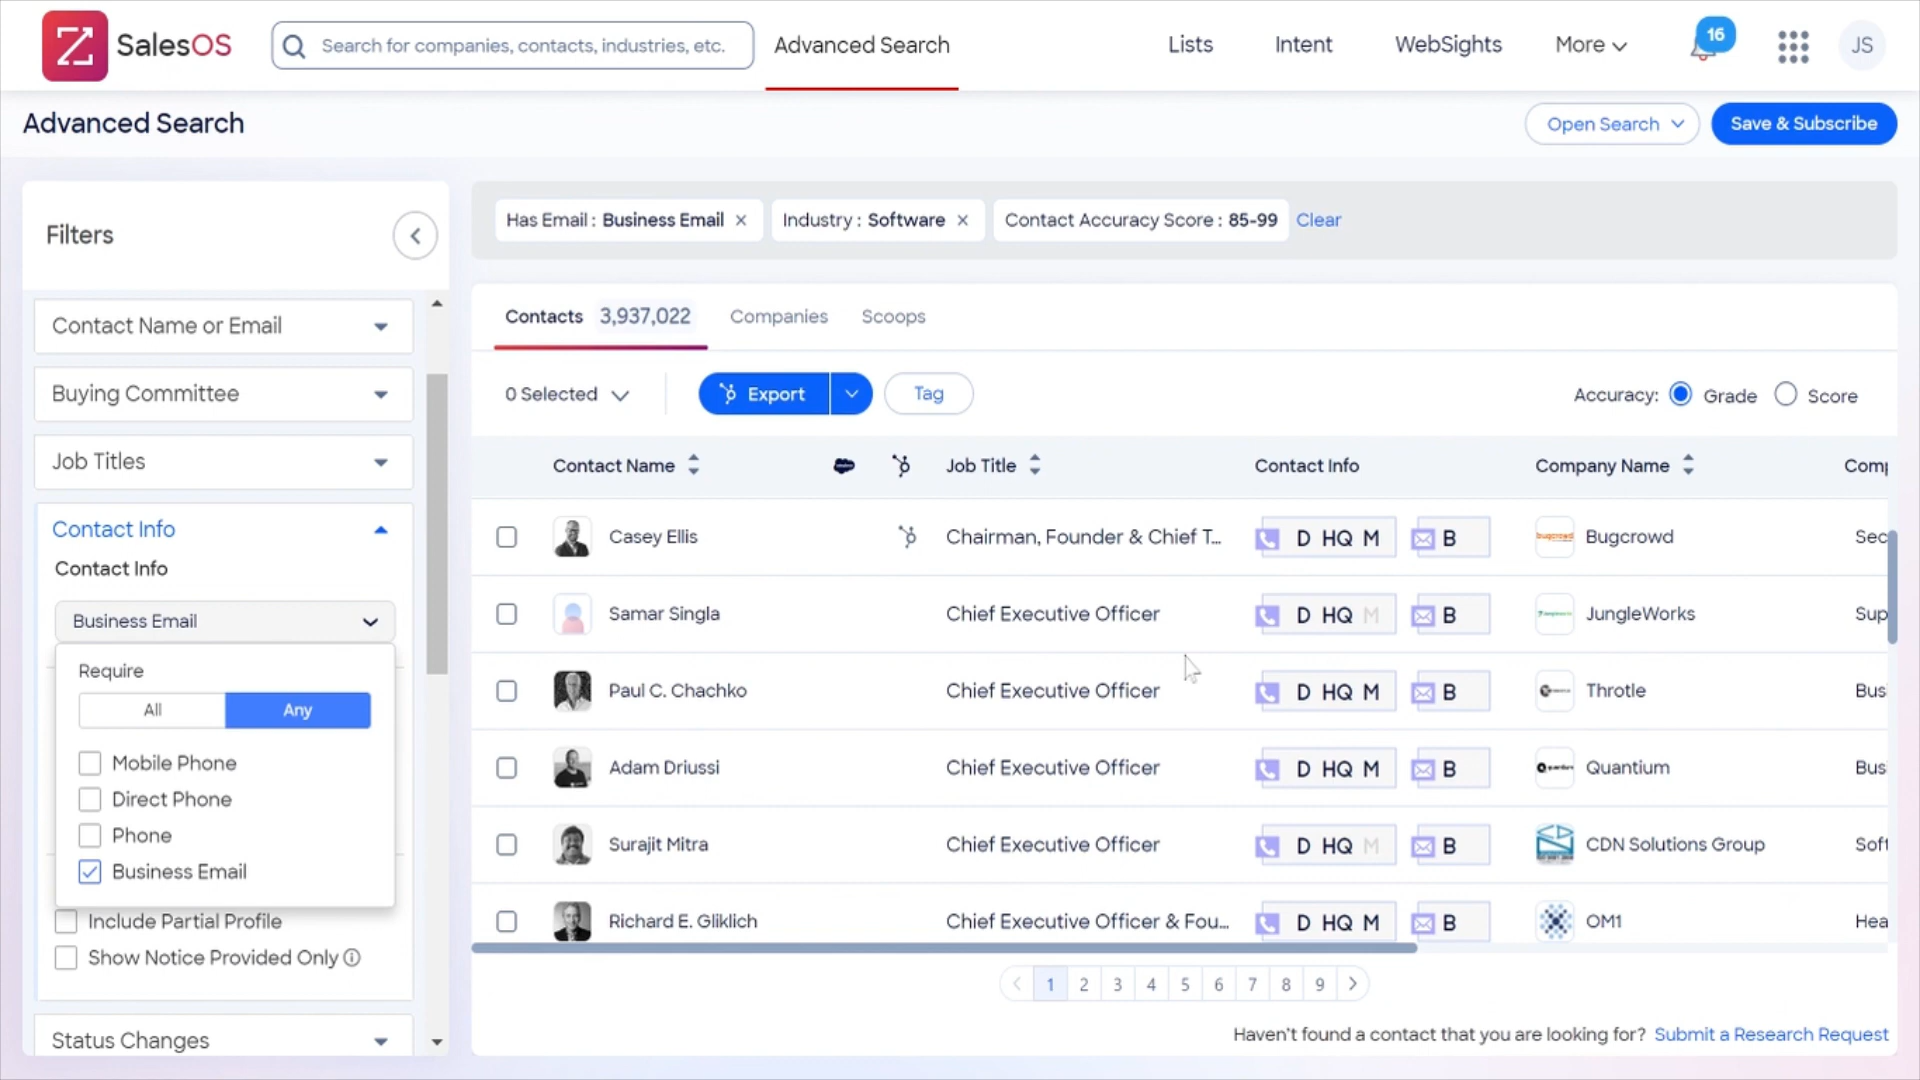 SalesOS
Search for companies, contacts, industries, etc.
Advanced Search
Lists
Intent
WebSights
More
16
JS
Advanced Search
Open Search
Save & Subscribe
Filters
Contact Name or Email
Buying Committee
Job Titles
Contact Info
Contact Info
Business Email
Require
All
Any
Mobile Phone
Direct Phone
Phone
Business Email
Include Partial Profile
Show Notice Provided Only
Status Changes
Has Email : Business Email ×
Industry : Software ×
Contact Accuracy Score : 85-99
Clear
Contacts 3,937,022
Companies
Scoops
0 Selected
Export
Tag
Accuracy: Grade Score
Contact Name Job Title Contact Info Company Name Comp
Casey Ellis Chairman, Founder & Chief T... D HQ M B bugcrowd Bugcrowd Sec
Samar Singla Chief Executive Officer D HQ M B JungleWorks Sup
Paul C. Chachko Chief Executive Officer D HQ M B Throtle Bus
Adam Driussi Chief Executive Officer D HQ M B Quantium Bus
Surajit Mitra Chief Executive Officer D HQ M B CDN Solutions Group Soft
Richard E. Gliklich Chief Executive Officer & Fou... D HQ M B OM1 Hea
1 2 3 4 5 6 7 8 9
Haven't found a contact that you are looking for? Submit a Research Request